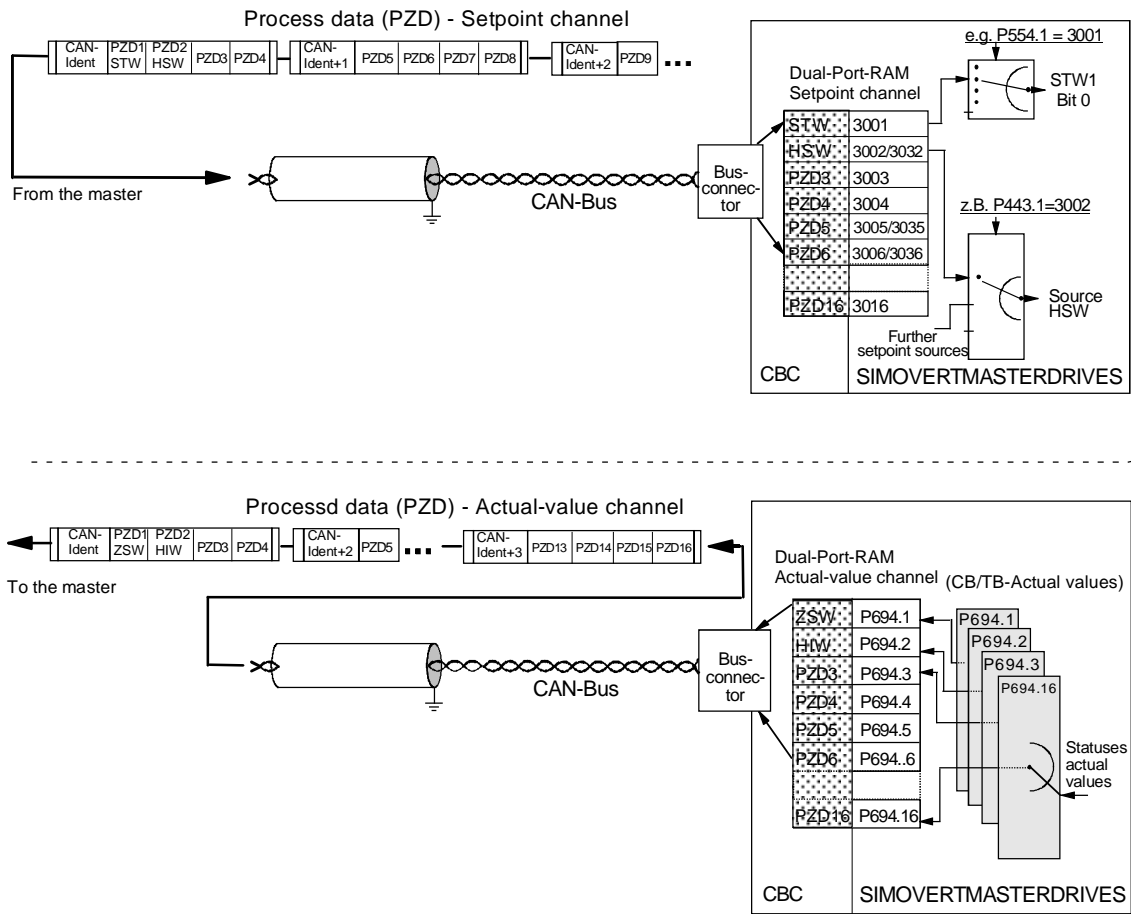 Process data (PZD) - Setpoint channel
CAN-
Ident
PZD1
STW
PZD2
HSW
PZD3
PZD4
CAN-
Ident+1
PZD5
PZD6
PZD7
PZD8
CAN-
Ident+2
PZD9
From the master
CAN-Bus
Bus-
connec-
tor
Dual-Port-RAM
Setpoint channel
STW 3001
HSW 3002/3032
PZD3 3003
PZD4 3004
PZD5 3005/3035
PZD6 3006/3036
PZD16 3016
e.g. P554.1 = 3001
STW1
Bit 0
z.B. P443.1=3002
Source
HSW
Further
setpoint sources
CBC
SIMOVERTMASTERDRIVES
Processd data (PZD) - Actual-value channel
CAN-
Ident
PZD1
ZSW
PZD2
HIW
PZD3
PZD4
CAN-
Ident+2
PZD5
CAN-
Ident+3
PZD13
PZD14
PZD15
PZD16
To the master
CAN-Bus
Bus-
connec-
tor
Dual-Port-RAM
Actual-value channel
(CB/TB-Actual values)
ZSW P694.1
HIW P694.2
PZD3 P694.3
PZD4 P694.4
PZD5 P694.5
PZD6 P694..6
PZD16 P694.16
P694.1
P694.2
P694.3
P694.16
Statuses
actual
values
CBC
SIMOVERTMASTERDRIVES